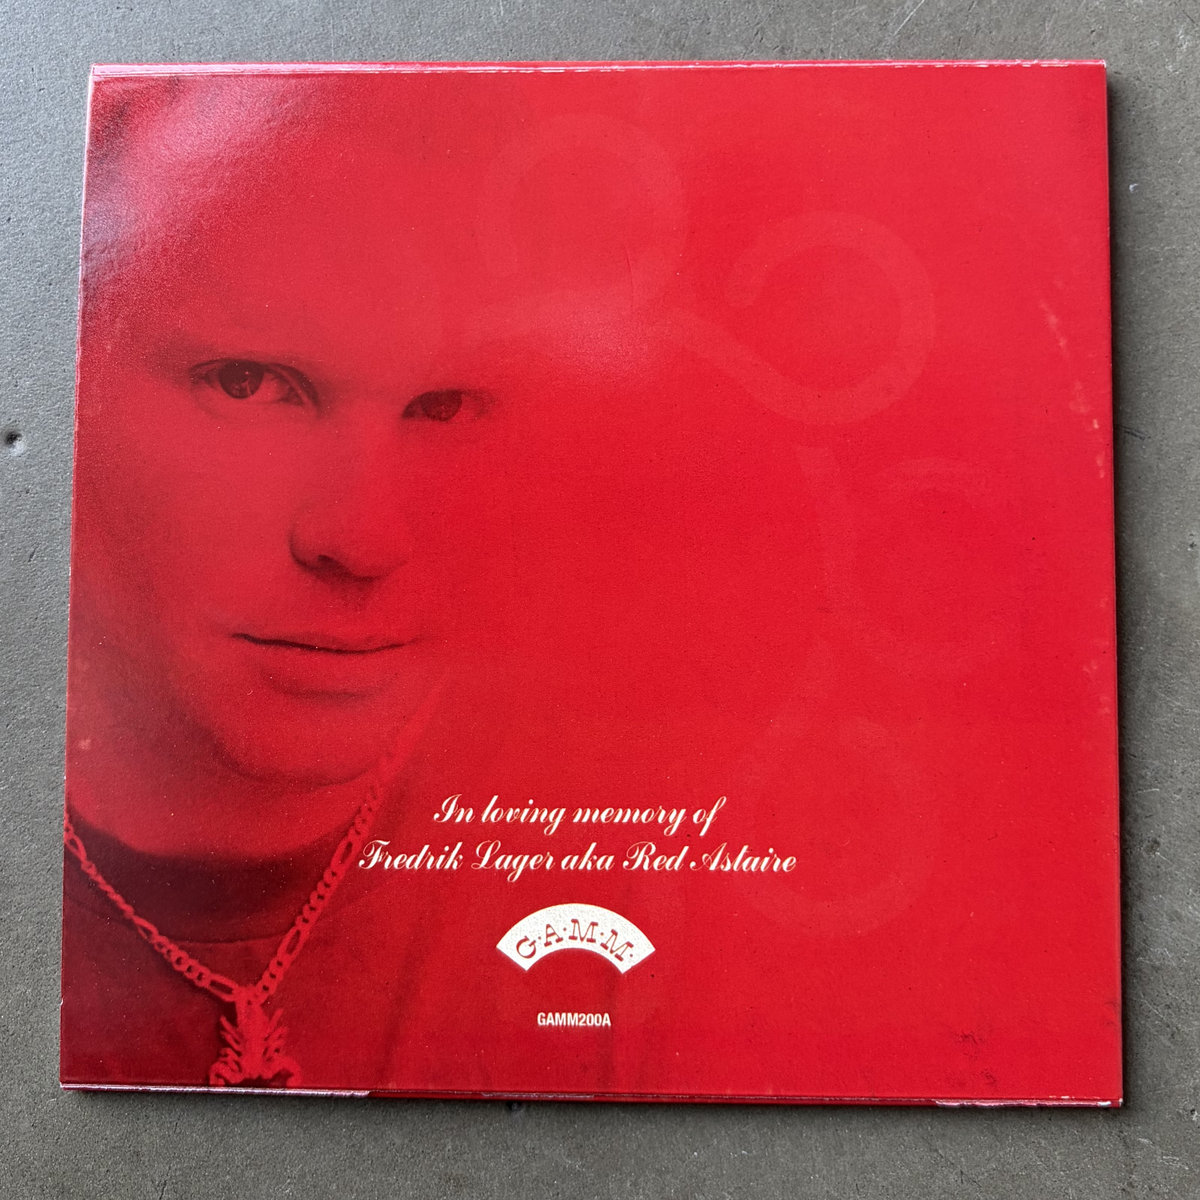 In loving memory of
Fredrik Lager aka Red Astaire
G·A·M·M·
GAMM200A